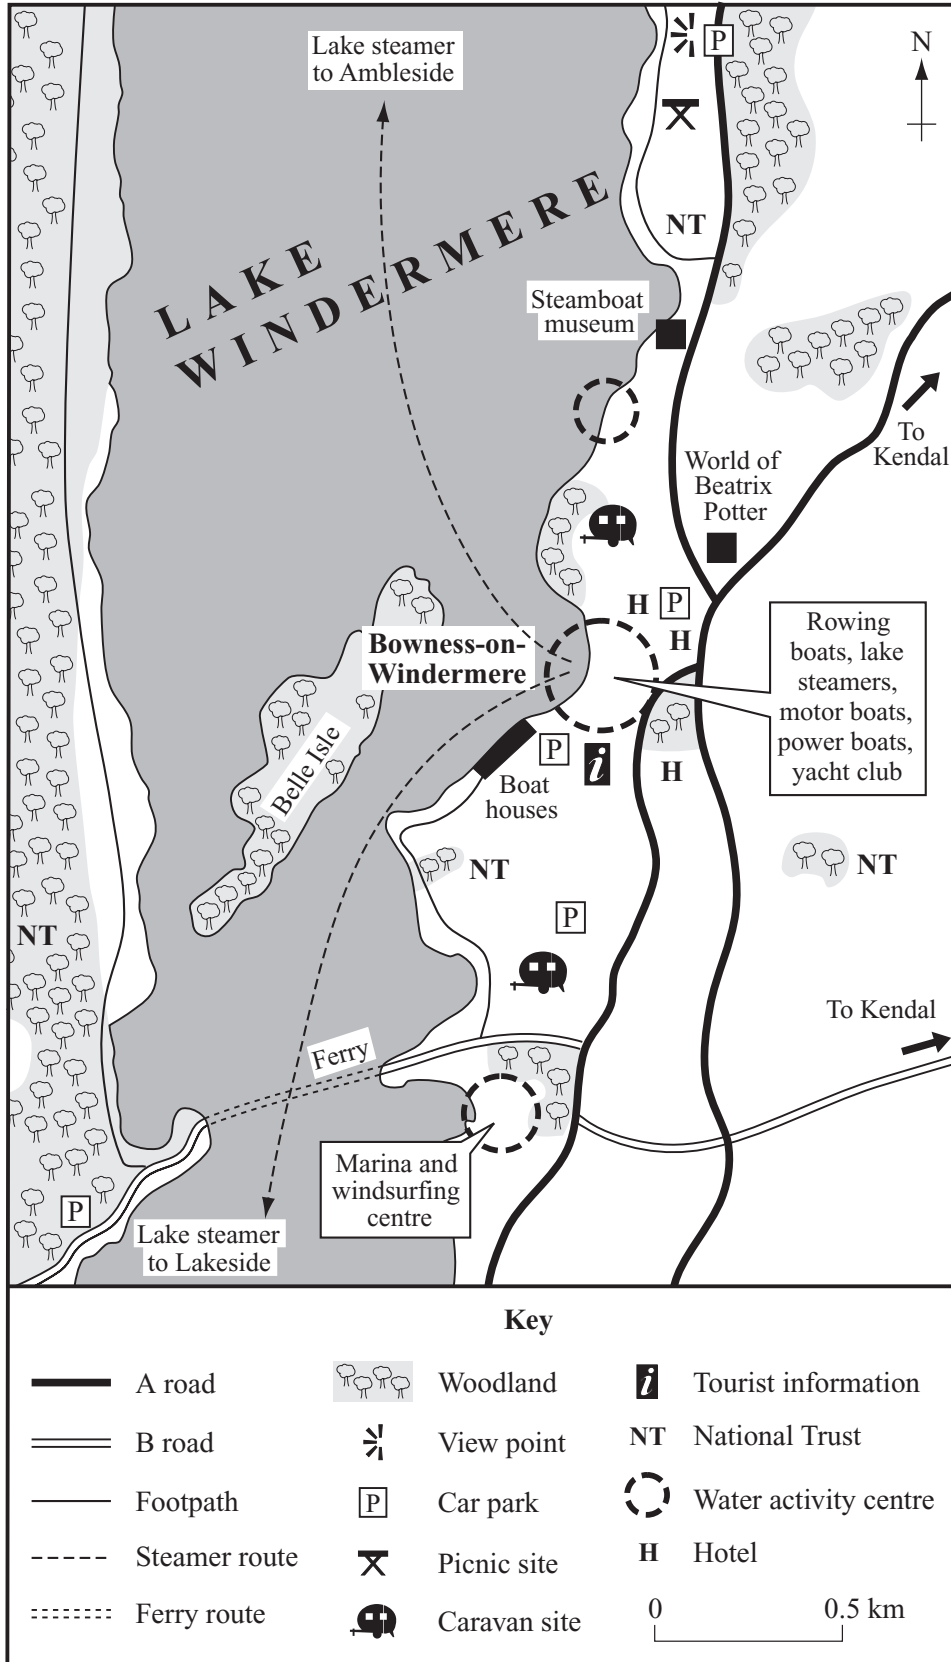 Lake steamer
to Ambleside
P
N
LAKE
WINDERMERE
NT
Steamboat
museum
To
Kendal
World of
Beatrix
Potter
H
P
H
Bowness-on-
Windermere
Rowing
boats, lake
steamers,
motor boats,
power boats,
yacht club
Belle Isle
P
i
H
Boat
houses
NT
NT
P
NT
To Kendal
Ferry
Marina and
windsurfing
centre
P
Lake steamer
to Lakeside
Key
A road
Woodland
i
Tourist information
B road
View point
NT
National Trust
Footpath
P
Car park
Water activity centre
Steamer route
Picnic site
H
Hotel
Ferry route
Caravan site
0 0.5 km